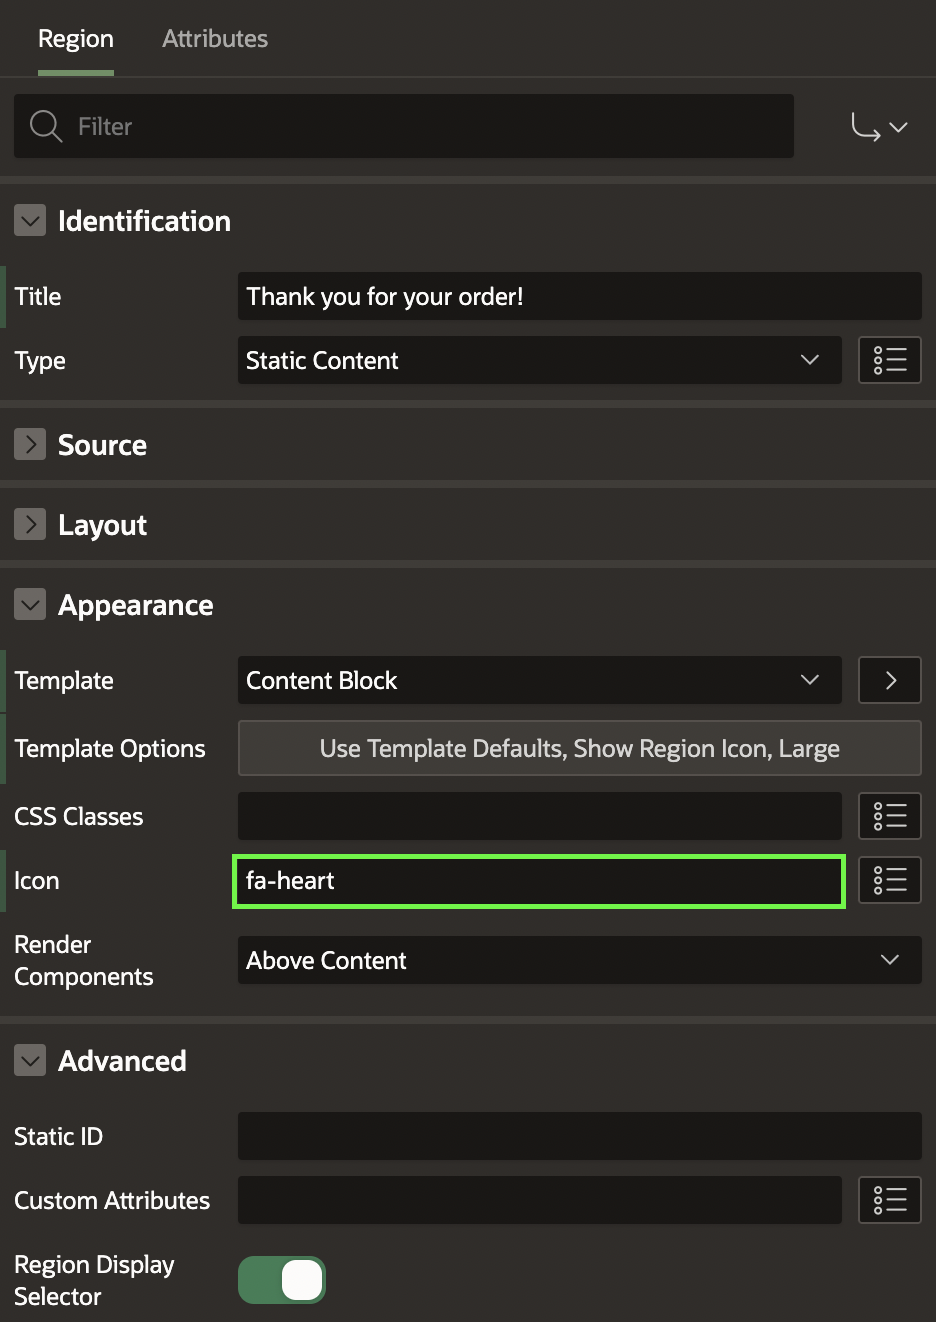 Region Attributes
Filter
Identification
Title Thank you for your order!
Type Static Content
Source
Layout
Appearance
Template Content Block
Template Options Use Template Defaults, Show Region Icon, Large
CSS Classes
Icon fa-heart
Render
Components Above Content
Advanced
Static ID
Custom Attributes
Region Display
Selector